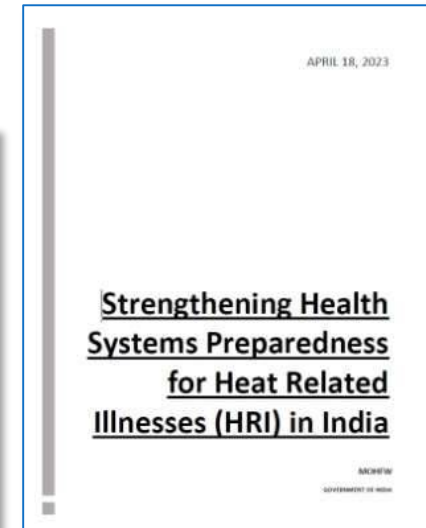 APRIL 18, 2023
Strengthening Health
Systems Preparedness
for Heat Related
Illnesses (HRI) in India
MOHFW
GOVERNMENT OF INDIA